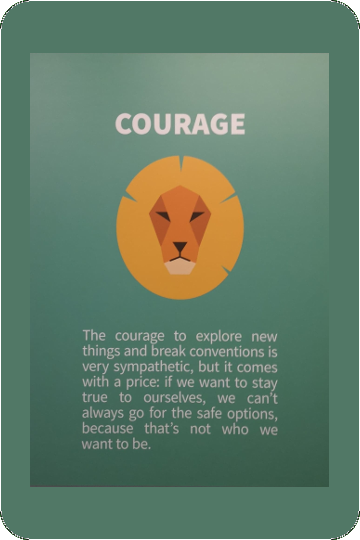 COURAGE
The courage to explore new
things and break conventions is
very sympathetic, but it comes
with a price: if we want to stay
true to ourselves, we can't
always go for the safe options,
because that's not who we
want to be.